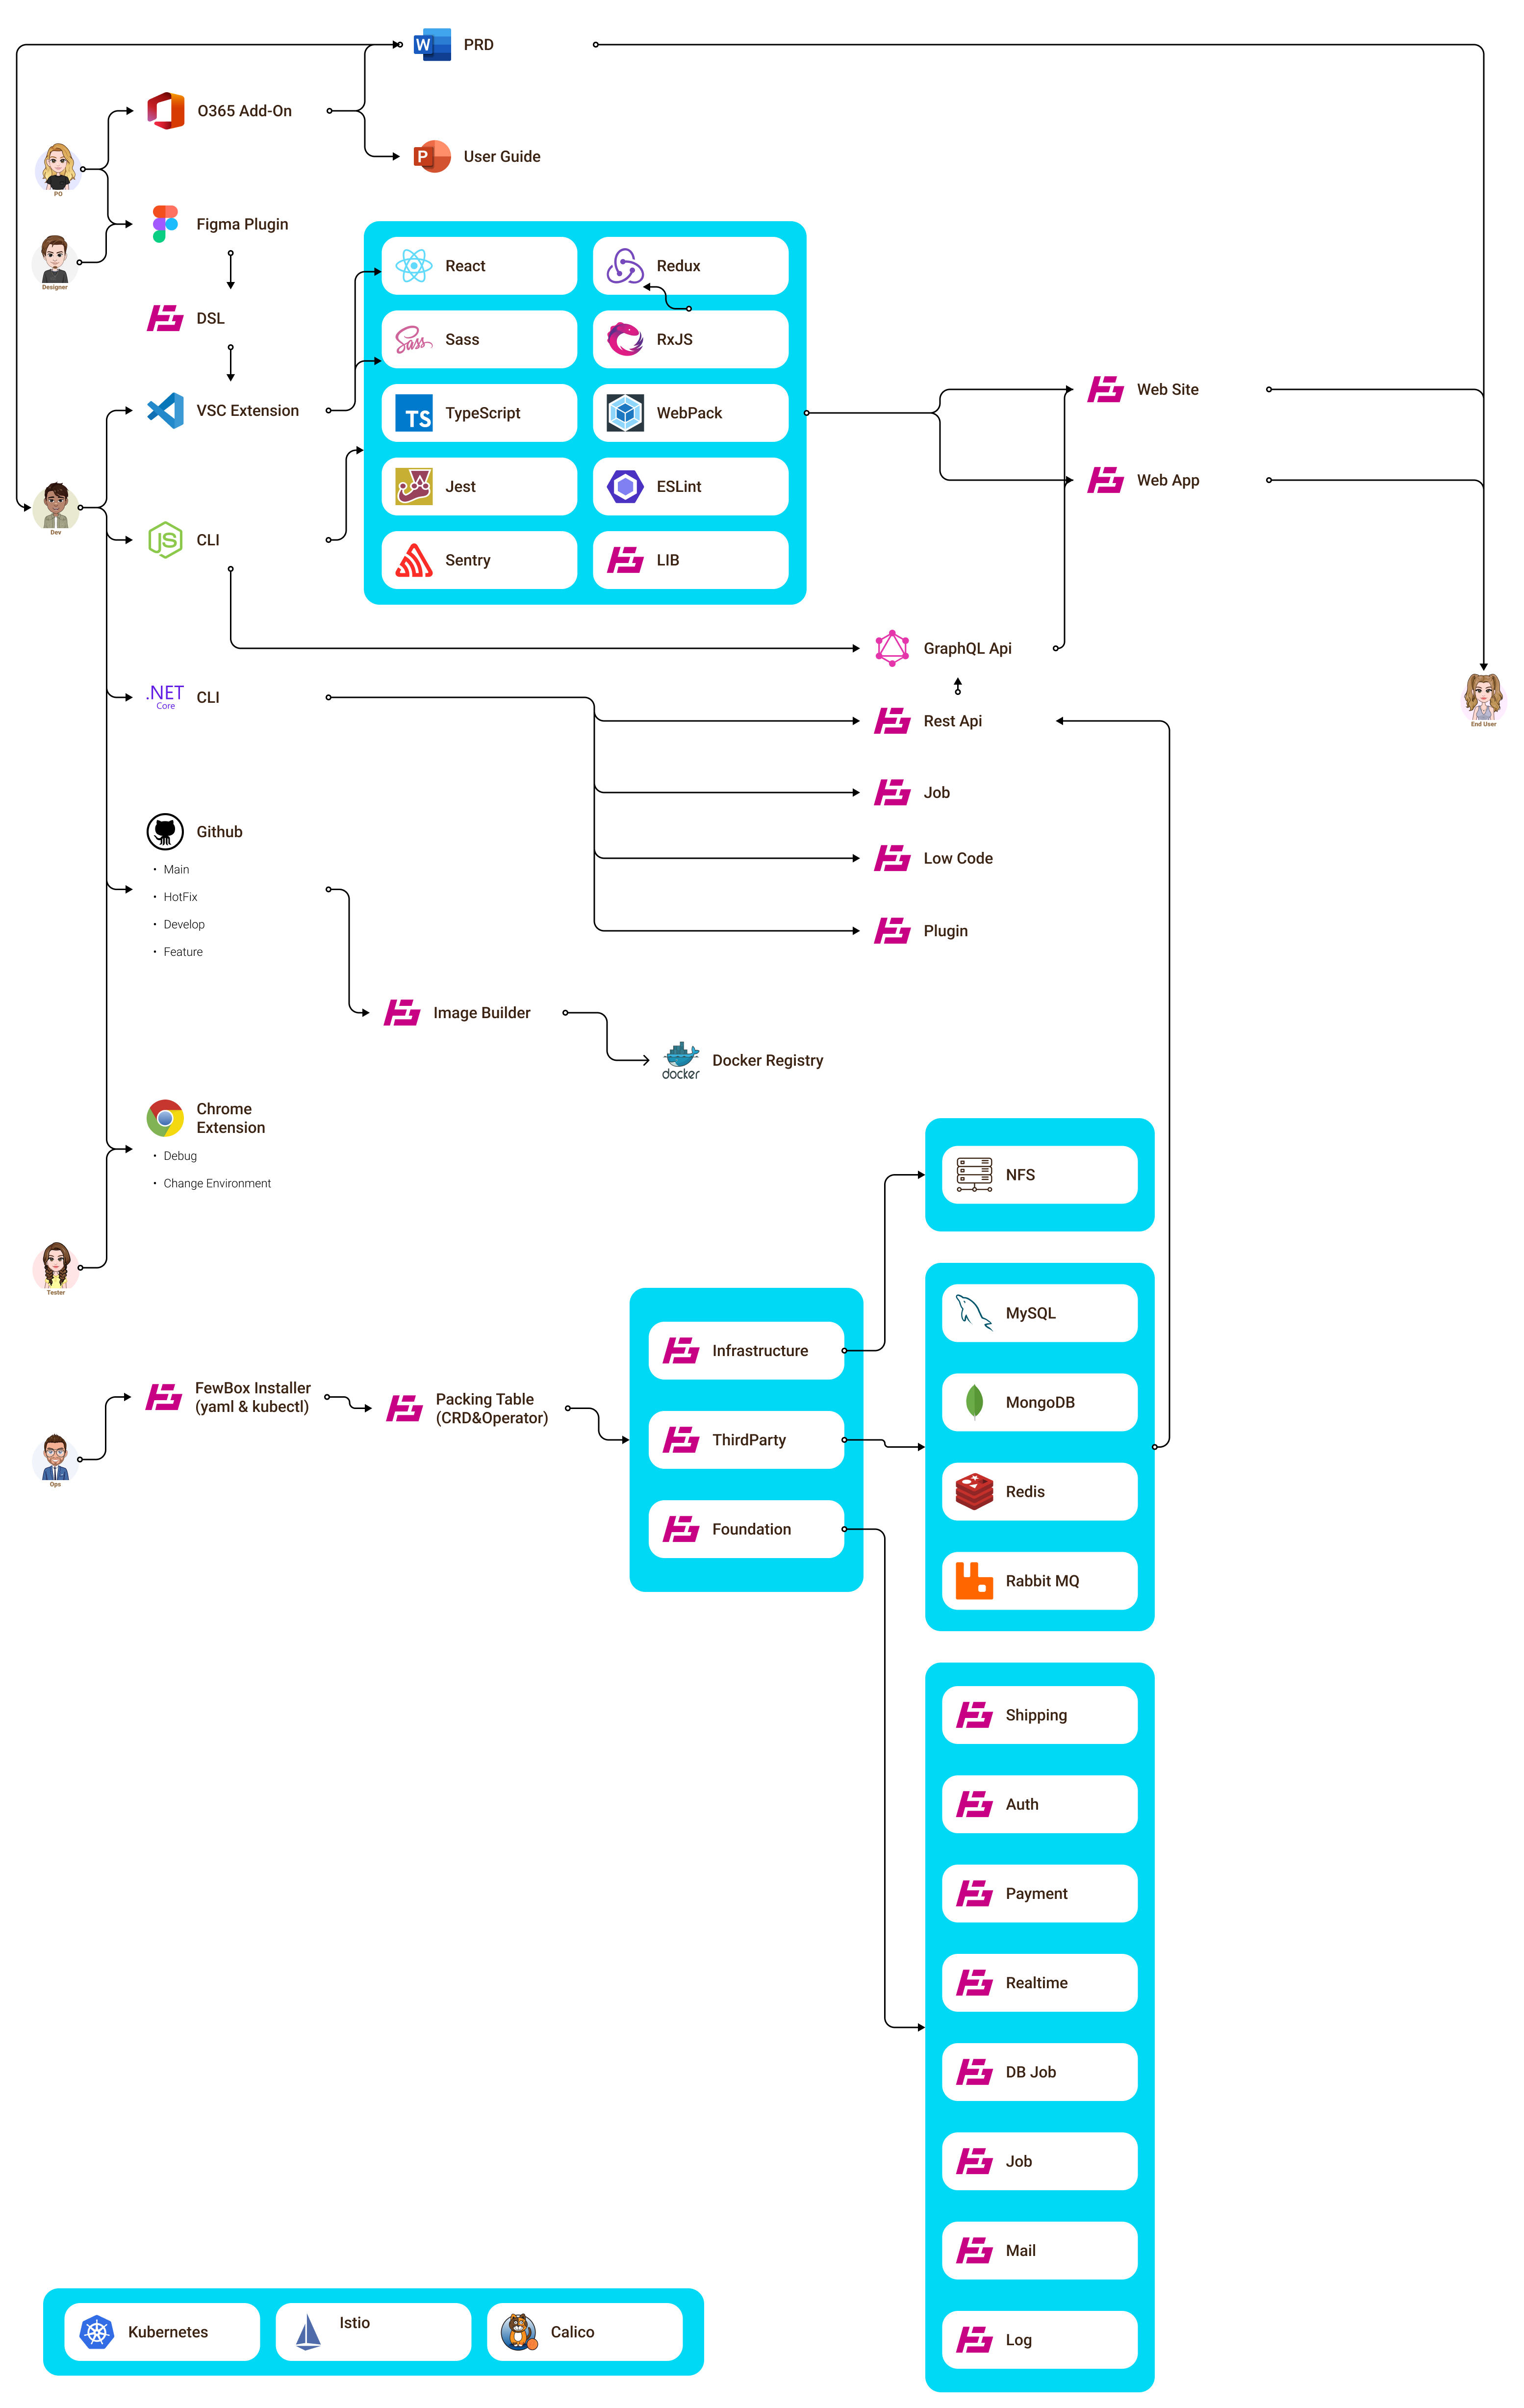 W
PRD
O365 Add-On
P
User Guide
PO
Figma Plugin
Designer
DSL
VSC Extension
React
Redux
Sass
Sass
RxJS
TS
TypeScript
WebPack
Jest
ESLint
Sentry
LIB
Web Site
Web App
Dev
JS
CLI
GraphQL Api
.NET
Core
CLI
Rest Api
End User
Job
Github
• Main
• HotFix
• Develop
• Feature
Low Code
Plugin
Image Builder
docker
Docker Registry
Chrome
Extension
• Debug
• Change Environment
Tester
NFS
MySQL
MongoDB
Redis
Rabbit MQ
Infrastructure
ThirdParty
Foundation
FewBox Installer
(yaml & kubectl)
Packing Table
(CRD&Operator)
Ops
Shipping
Auth
Payment
Realtime
DB Job
Job
Mail
Log
Kubernetes
Istio
Calico